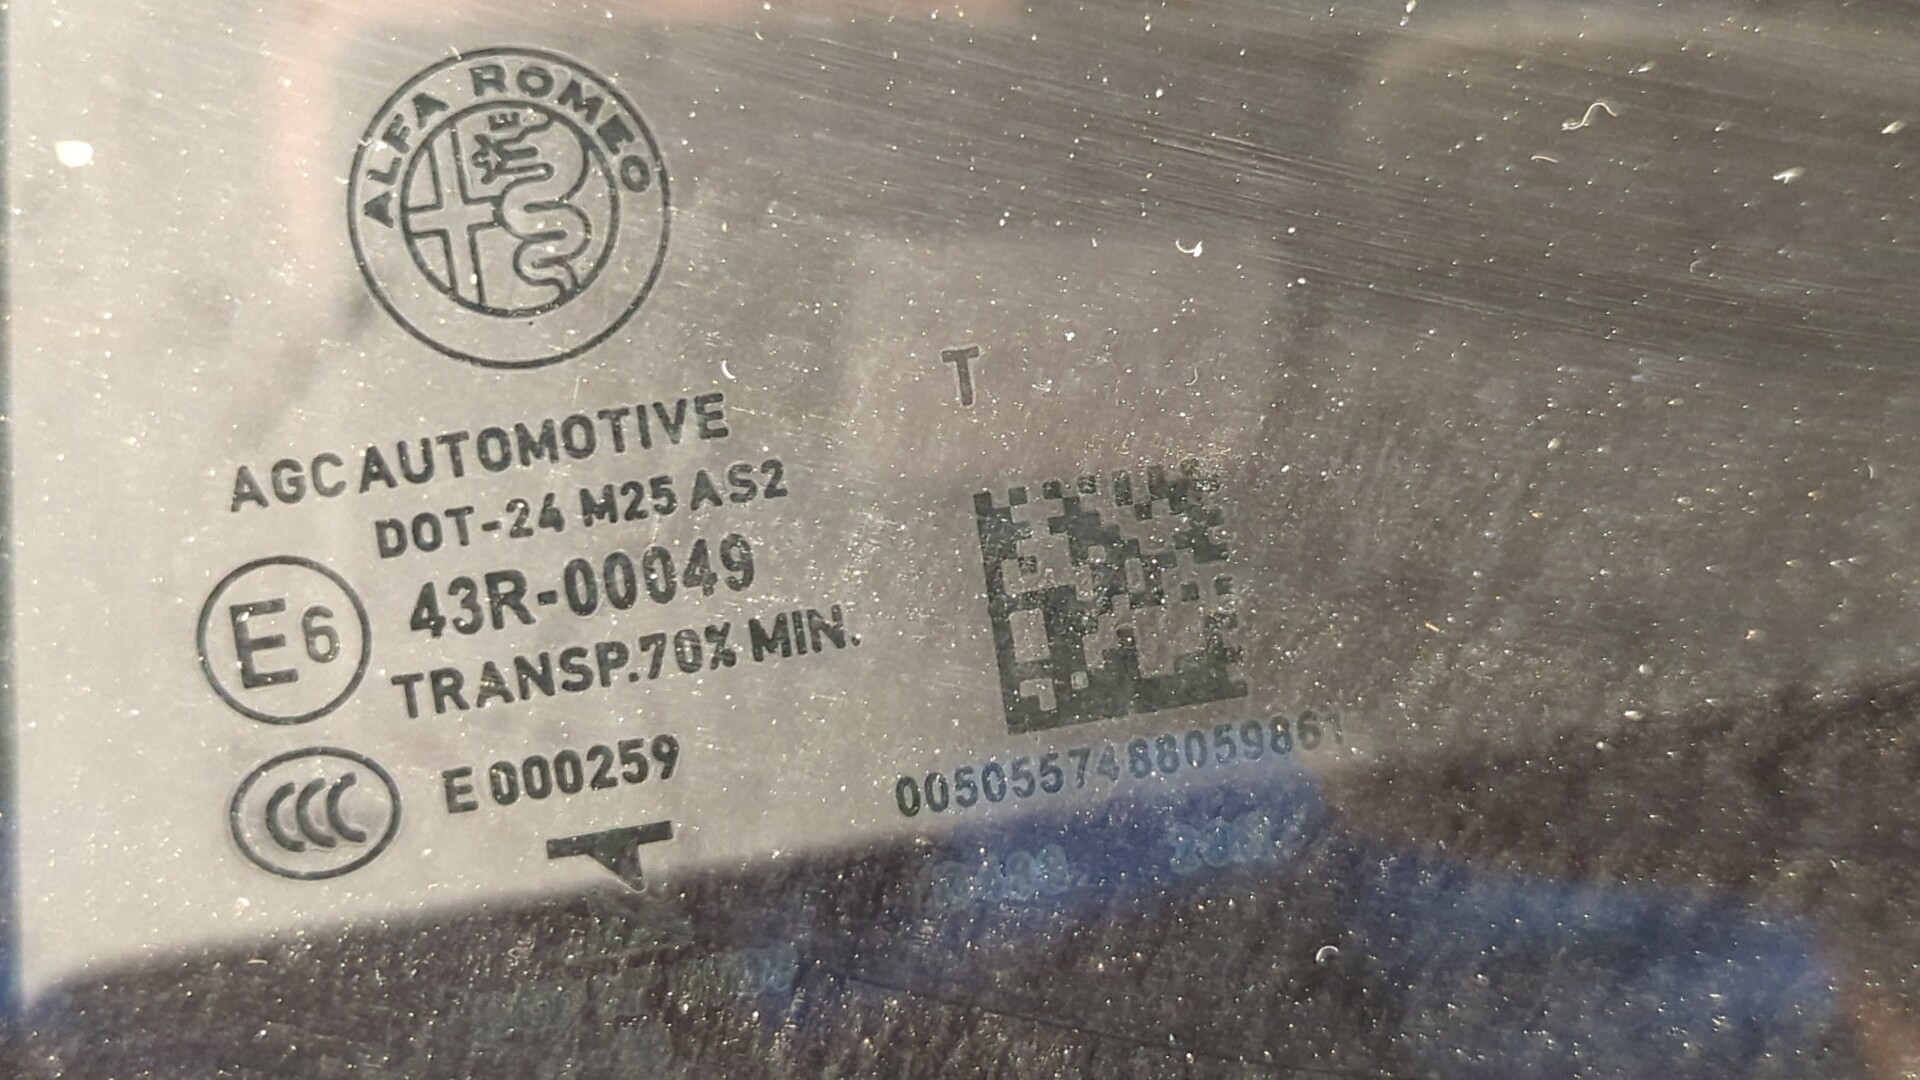 ALFA ROMEO
T
AGC AUTOMOTIVE
DOT-24 M25 AS2
E6 43R-00049
TRANSP.70% MIN.
CCC E 000259
0050557488059861